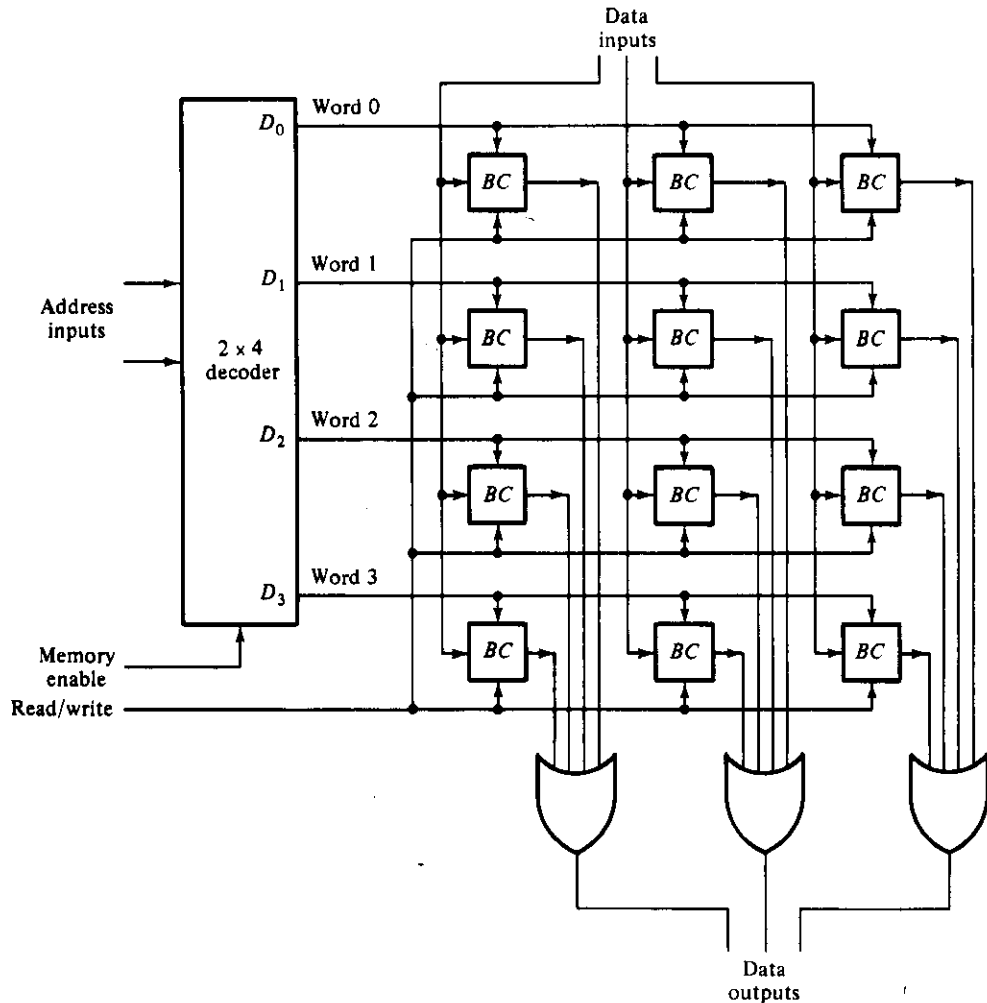 Data
inputs
Word 0
D0
BC BC BC
Word 1
D1
Address
inputs
BC BC BC
2 × 4
decoder
Word 2
D2
BC BC BC
Word 3
D3
BC BC BC
Memory
enable
Read/write
Data
outputs